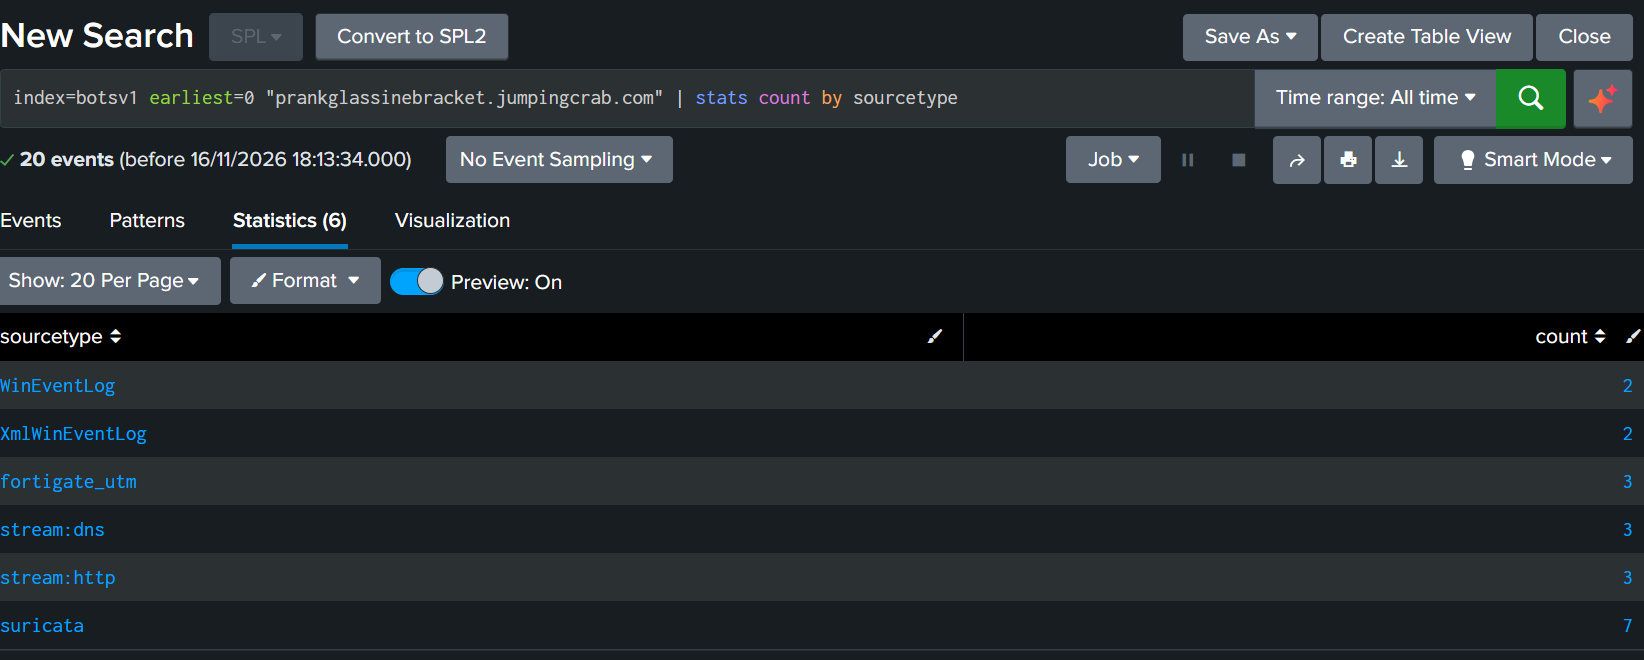 New Search SPL Convert to SPL2 Save As Create Table View Close
index=botsv1 earliest=0 "prankglassinebracket.jumpingcrab.com" | stats count by sourcetype Time range: All time
20 events (before 16/11/2026 18:13:34.000) No Event Sampling Job Smart Mode
Events Patterns Statistics (6) Visualization
Show: 20 Per Page Format Preview: On
sourcetype count
WinEventLog 2
XmlWinEventLog 2
fortigate_utm 3
stream:dns 3
stream:http 3
suricata 7